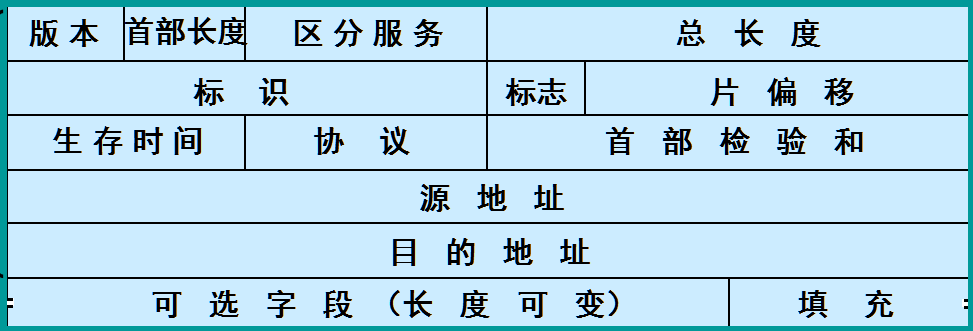 版本 首部长度 区分服务 总长度
标识 标志 片偏移
生存时间 协议 首部检验和
源地址
目的地址
可选字段（长度可变） 填充